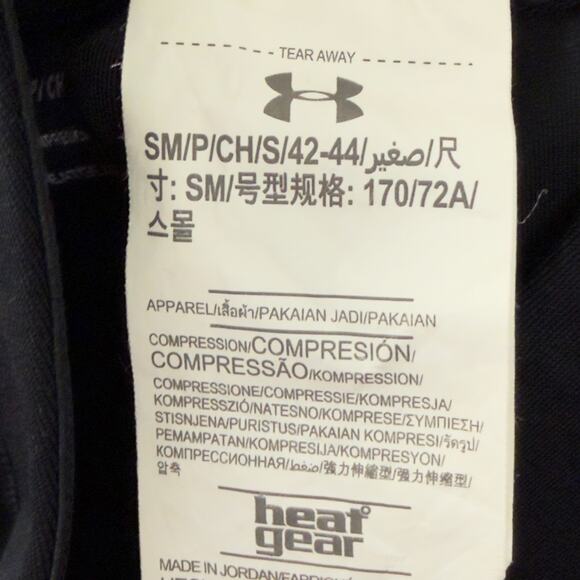 TEAR AWAY
SM/P/CH/S/42-44/صغير/尺
寸: SM/号型规格: 170/72A/
스몰
APPAREL/เสื้อผ้า/PAKAIAN JADI/PAKAIAN
COMPRESSION/COMPRESIÓN/
COMPRESSÃO/KOMPRESSION/
COMPRESSIONE/COMPRESSIE/KOMPRESJA/
KOMPRESSZIÓ/NATESNO/KOMPRESE/ΣΥΜΠΙΕΣΗ/
STISNJENA/PURISTUS/PAKAIAN KOMPRESI/รัดรูป/
PEMAMPATAN/KOMPRESIJA/KOMPRESYON/
КОМПРЕССИОННАЯ/ضغط/強力伸縮型/强力伸缩型/
압축
heat
gear
MADE IN JORDAN/